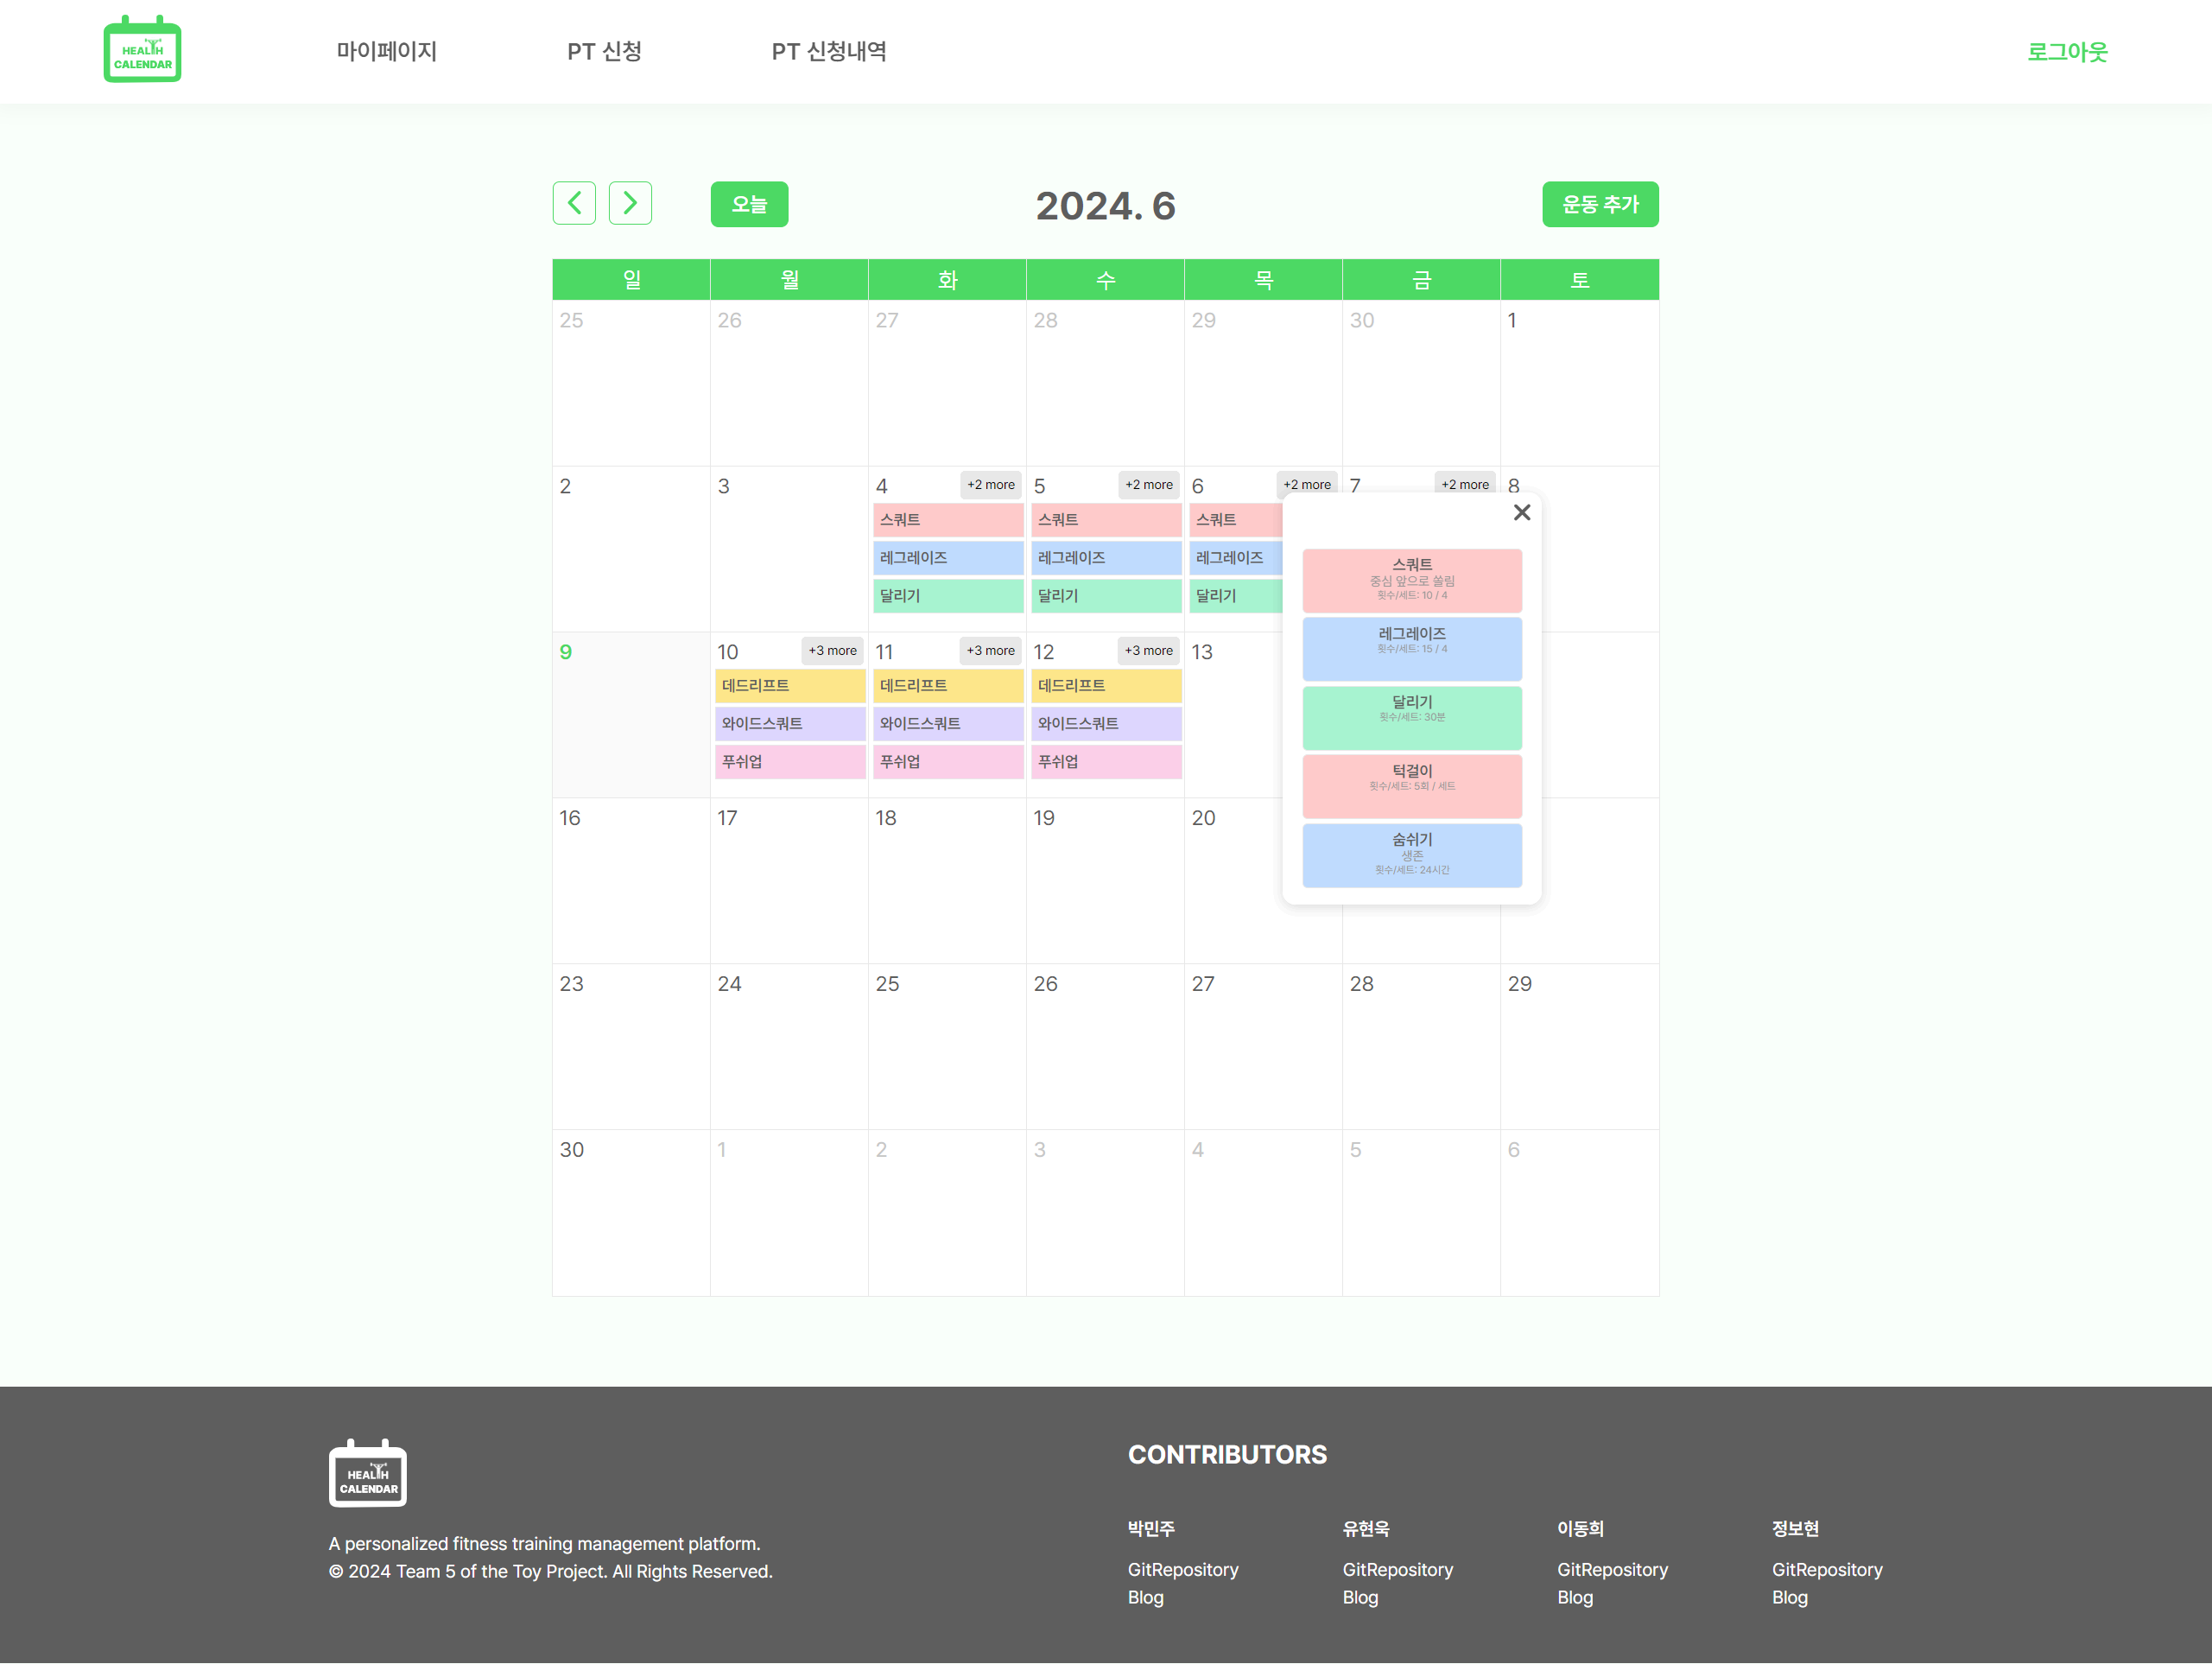 HEALTH
CALENDAR
마이페이지
PT 신청
PT 신청내역
로그아웃
오늘
2024. 6
운동 추가
일 월 화 수 목 금 토
25 26 27 28 29 30 1
2 3 4 +2 more 5 +2 more 6 +2 more 7 +2 more 8
스쿼트 스쿼트 스쿼트
레그레이즈 레그레이즈 레그레이즈
달리기 달리기 달리기
스쿼트
중심 앞으로 쏠림
횟수/세트: 10 / 4
레그레이즈
횟수/세트: 15 / 4
달리기
횟수/세트: 30분
턱걸이
횟수/세트: 5회 / 세트
숨쉬기
생존
횟수/세트: 24시간
9 10 +3 more 11 +3 more 12 +3 more 13
데드리프트 데드리프트 데드리프트
와이드스쿼트 와이드스쿼트 와이드스쿼트
푸쉬업 푸쉬업 푸쉬업
16 17 18 19 20
23 24 25 26 27 28 29
30 1 2 3 4 5 6
HEALTH
CALENDAR
A personalized fitness training management platform.
© 2024 Team 5 of the Toy Project. All Rights Reserved.
CONTRIBUTORS
박민주
GitRepository
Blog
유현욱
GitRepository
Blog
이동희
GitRepository
Blog
정보현
GitRepository
Blog